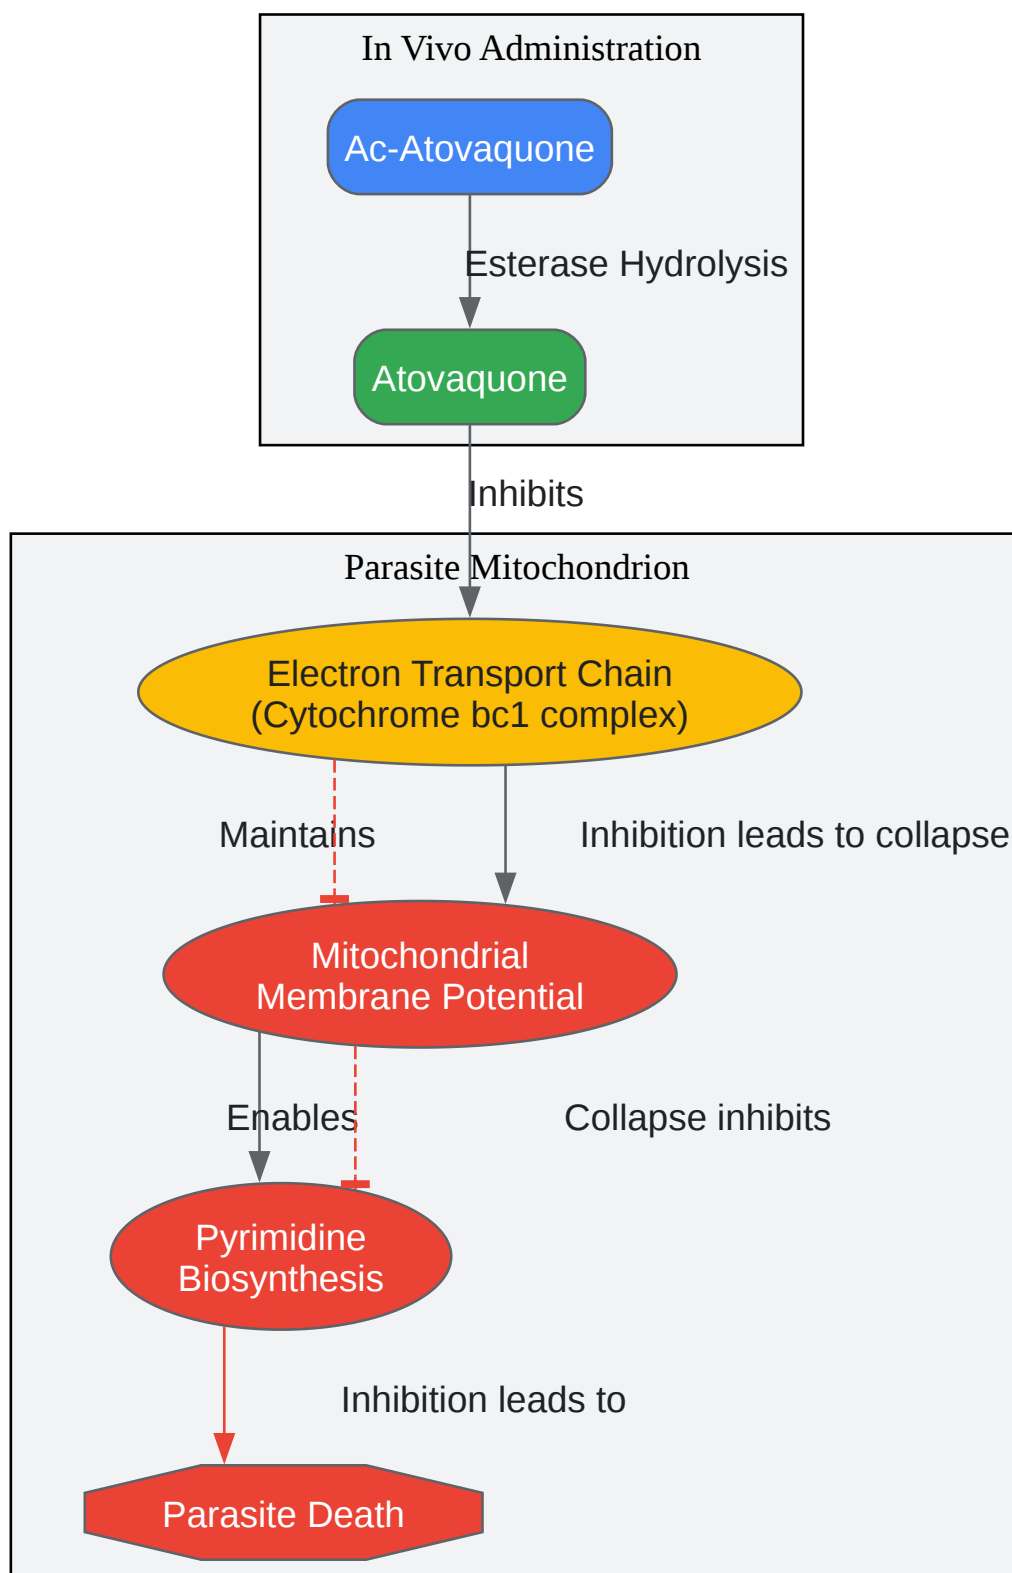 In Vivo Administration
Ac-Atovaquone
Esterase Hydrolysis
Atovaquone
Inhibits
Parasite Mitochondrion
Electron Transport Chain
(Cytochrome bc1 complex)
Maintains
Inhibition leads to collapse
Mitochondrial
Membrane Potential
Enables
Collapse inhibits
Pyrimidine
Biosynthesis
Inhibition leads to
Parasite Death